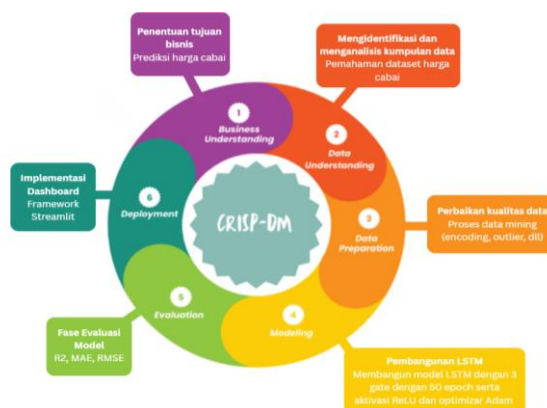 Penentuan tujuan
bisnis
Prediksi harga cabai
Mengidentifikasi dan
menganalisis kumpulan data
Pemahaman dataset harga
cabai
1
Business
Understanding
2
Data
Understanding
Implementasi
Dashboard
Framework
Streamlit
6
Deployment
CRISP-DM
3
Data
Preparation
Perbaikan kualitas data
Proses data mining
(encoding, outlier, dll)
5
Evaluation
4
Modeling
Fase Evaluasi
Model
R2, MAE, RMSE
Pembangunan LSTM
Membangun model LSTM dengan 3
gate dengan 50 epoch serta
aktivasi ReLU dan optimizar Adam